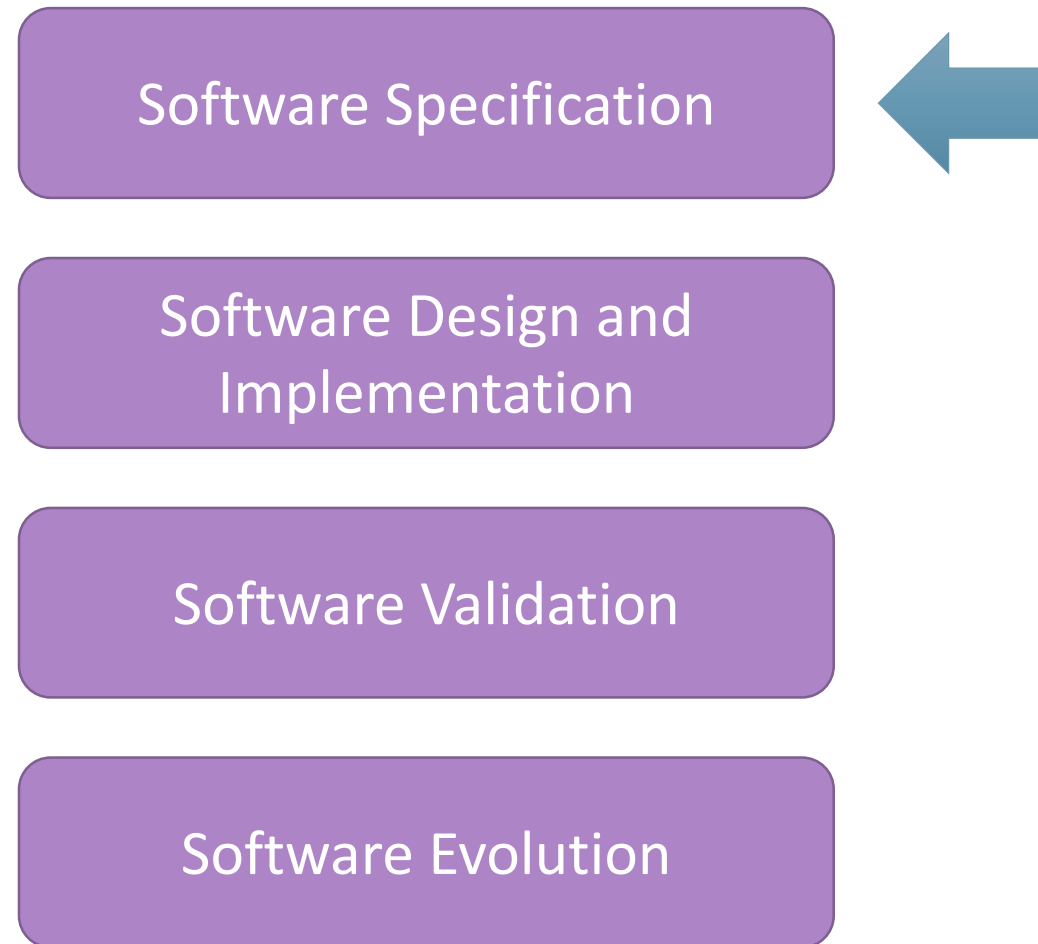 Software Specification
Software Design and
Implementation
Software Validation
Software Evolution